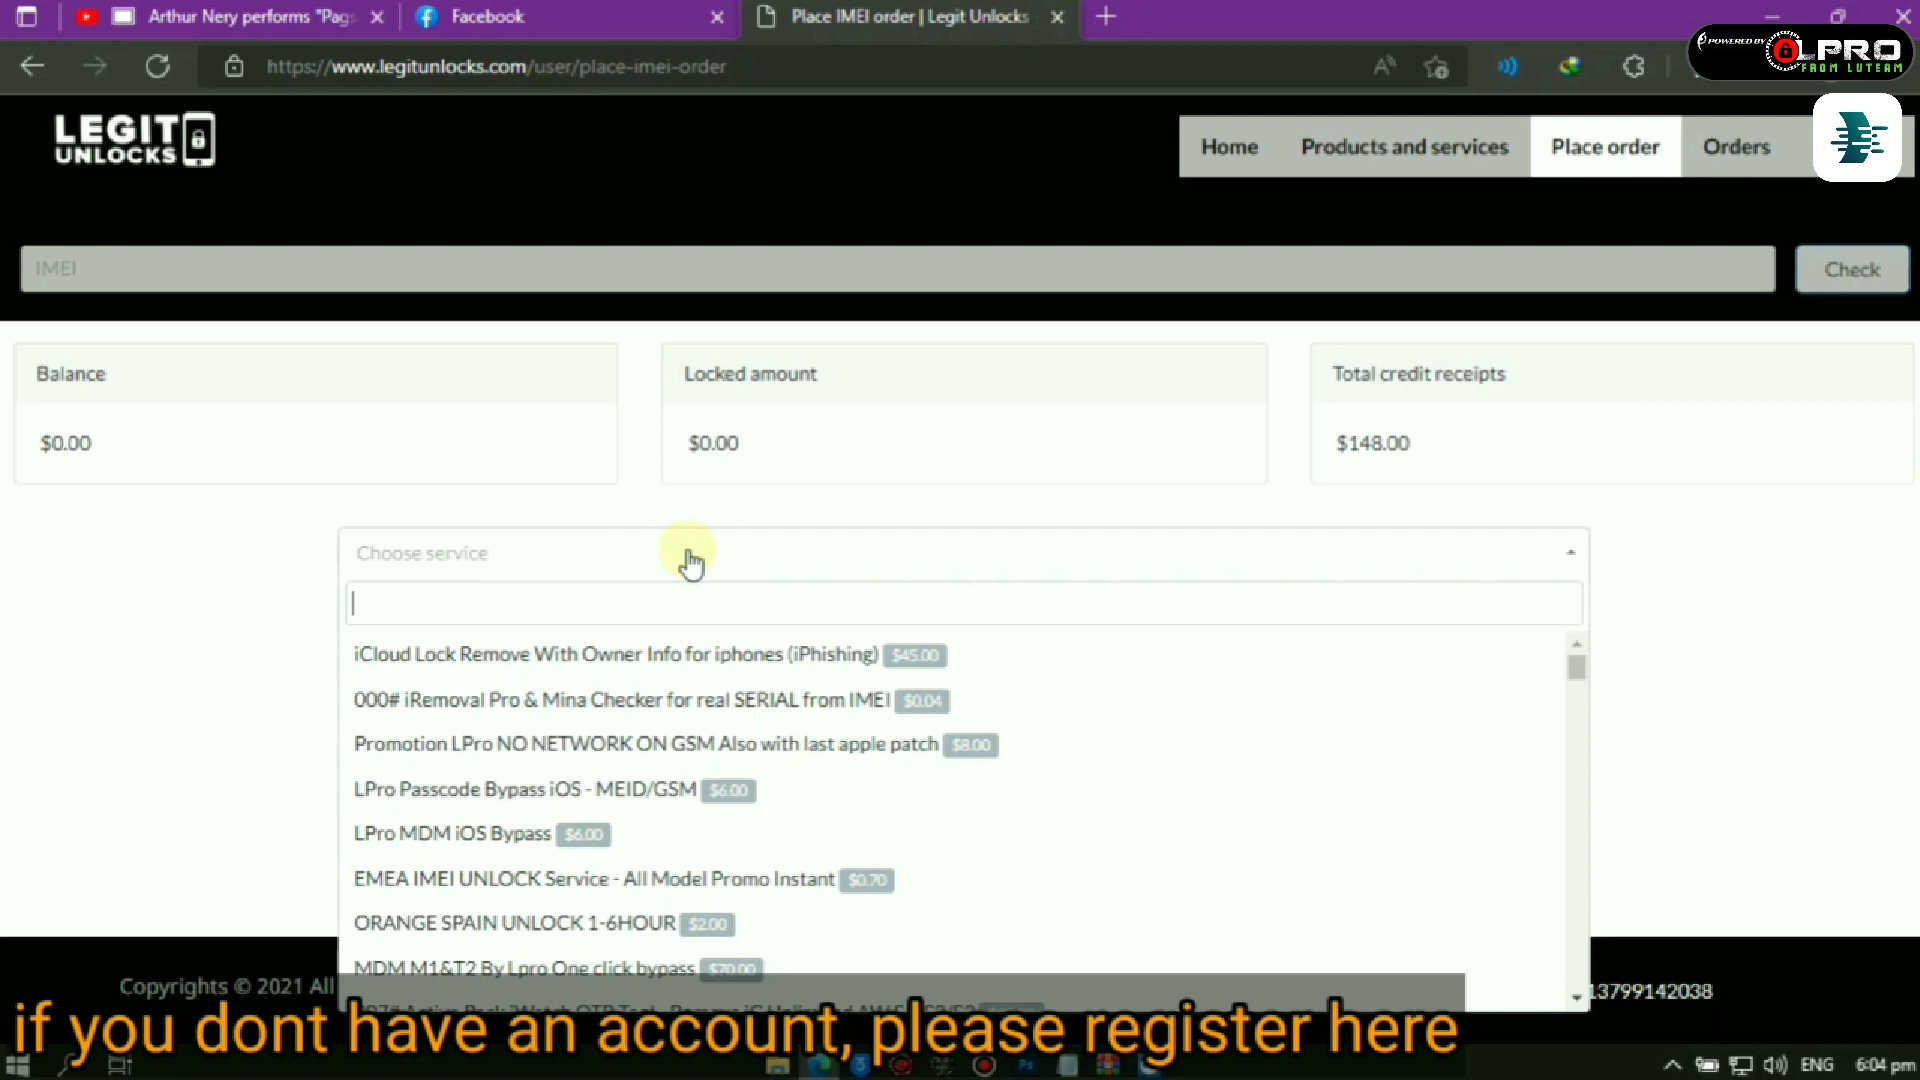 Arthur Nery performs "Pags
Facebook
Place IMEI order | Legit Unlocks
https://www.legitunlocks.com/user/place-imei-order
POWERED BY LPRO
FROM LUTEAM
LEGIT
UNLOCKS
Home
Products and services
Place order
Orders
IMEI
Check
Balance
Locked amount
Total credit receipts
$0.00
$0.00
$148.00
Choose service
iCloud Lock Remove With Owner Info for iphones (iPhishing) $45.00
000# iRemoval Pro & Mina Checker for real SERIAL from IMEI $0.04
Promotion LPro NO NETWORK ON GSM Also with last apple patch $8.00
LPro Passcode Bypass iOS - MEID/GSM $6.00
LPro MDM iOS Bypass $6.00
EMEA IMEI UNLOCK Service - All Model Promo Instant $0.70
ORANGE SPAIN UNLOCK 1-6HOUR $2.00
MDM M1&T2 By Lpro One click bypass $70.00
Copyrights © 2021 All
13799142038
if you dont have an account, please register here
ENG
6:04 pm